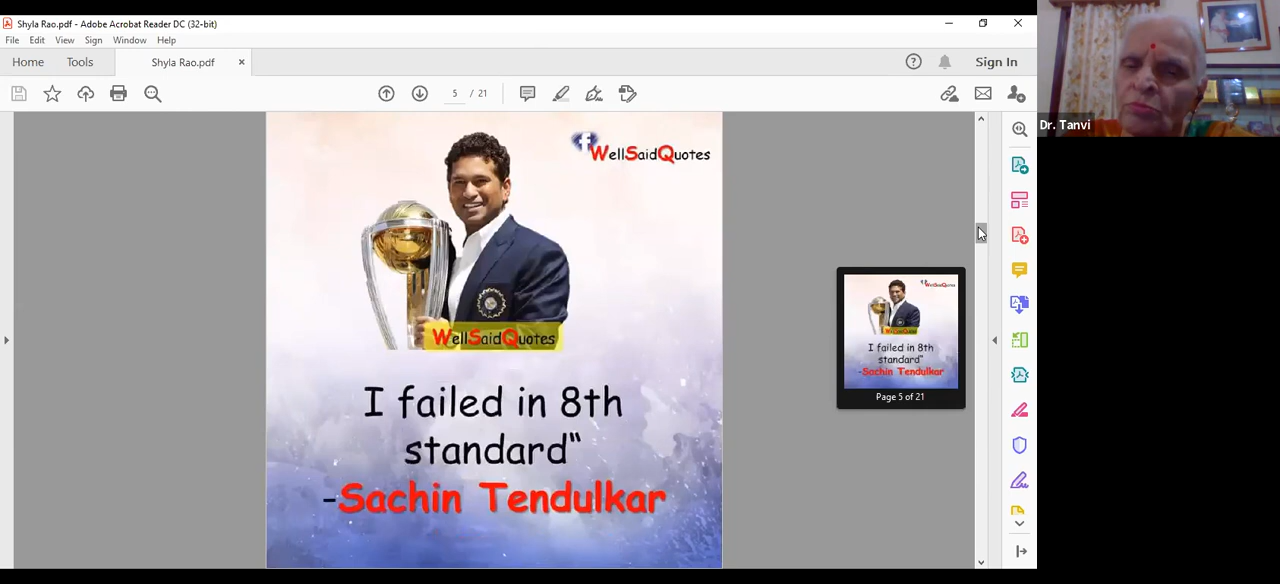 Shyla Rao.pdf - Adobe Acrobat Reader DC (32-bit)
File Edit View Sign Window Help
Home Tools Shyla Rao.pdf × Sign In
5 / 21
Dr. Tanvi
WellSaidQuotes
WellSaidQuotes
I failed in 8th
standard“
-Sachin Tendulkar
WellSaidQuotes
WellSaidQuotes
I failed in 8th
standard“
-Sachin Tendulkar
Page 5 of 21